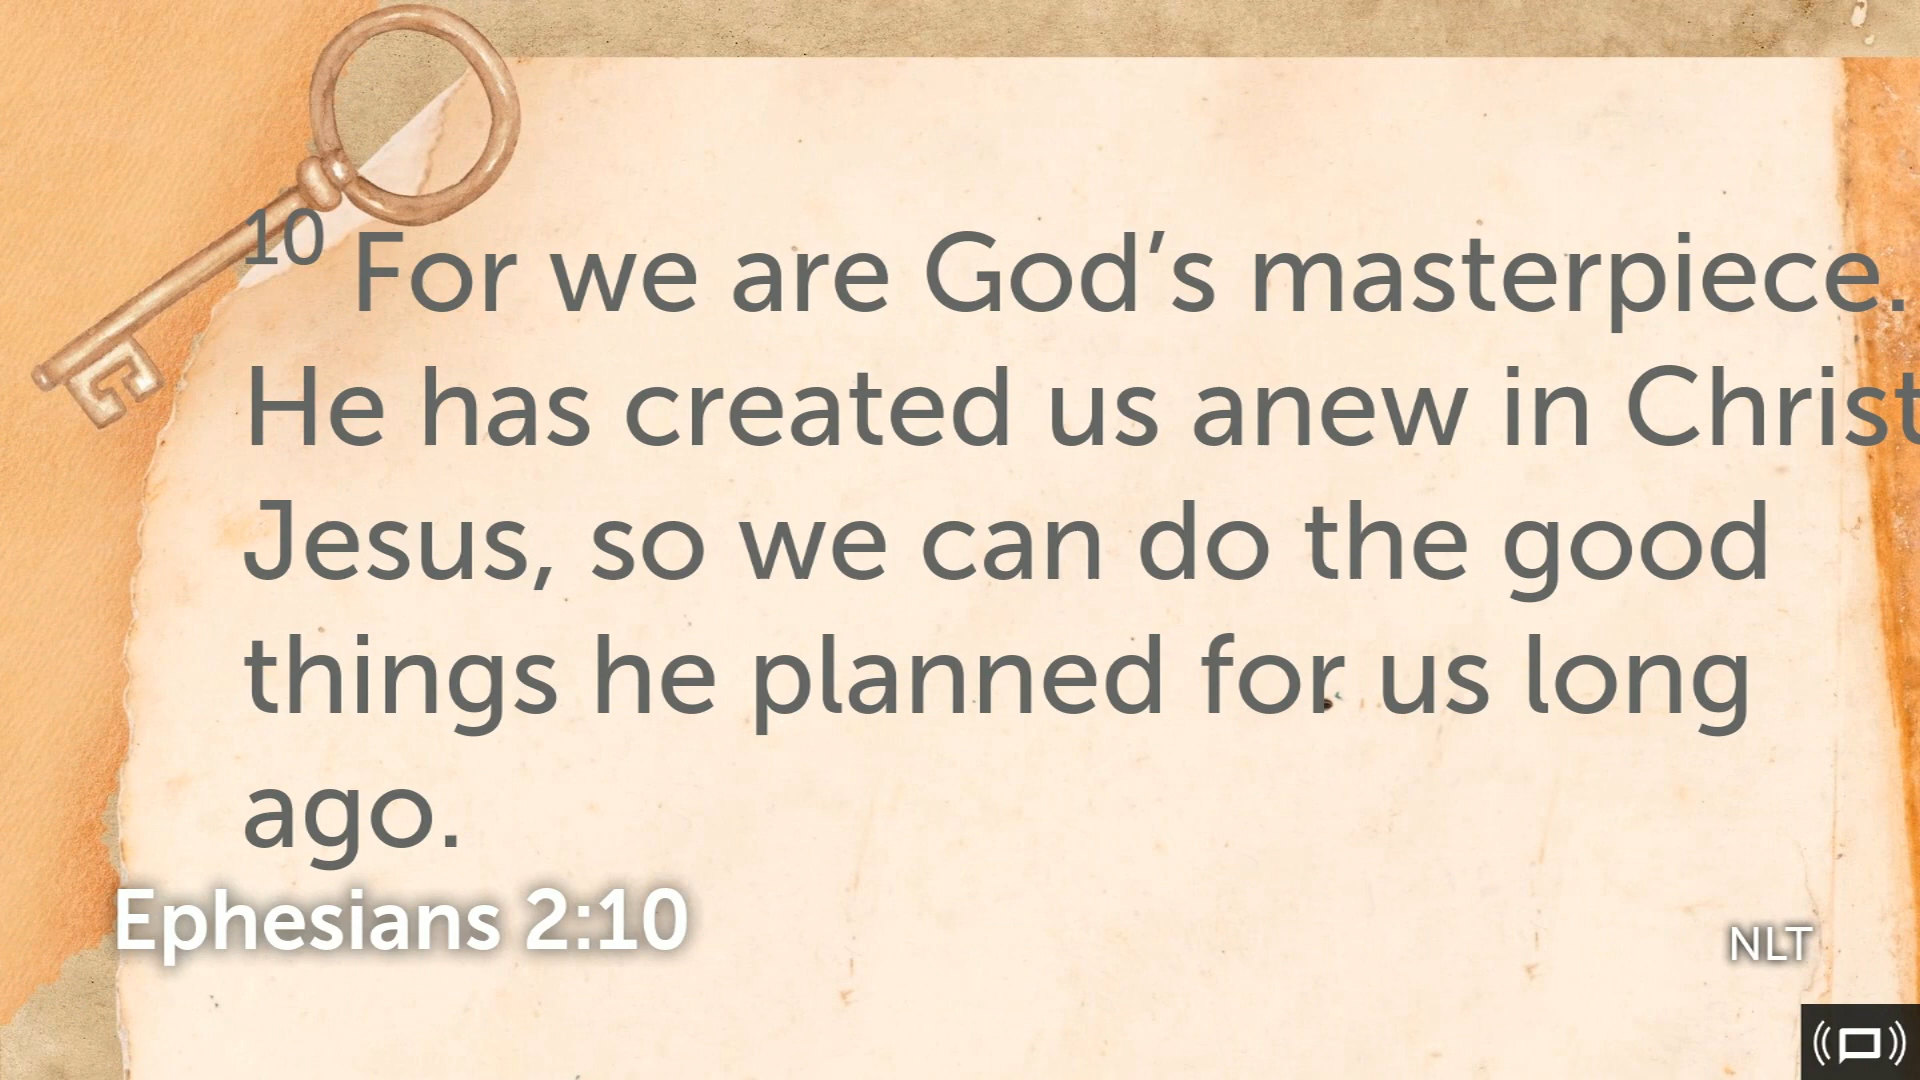 10 For we are God’s masterpiece.
He has created us anew in Christ
Jesus, so we can do the good
things he planned for us long
ago.
Ephesians 2:10
NLT